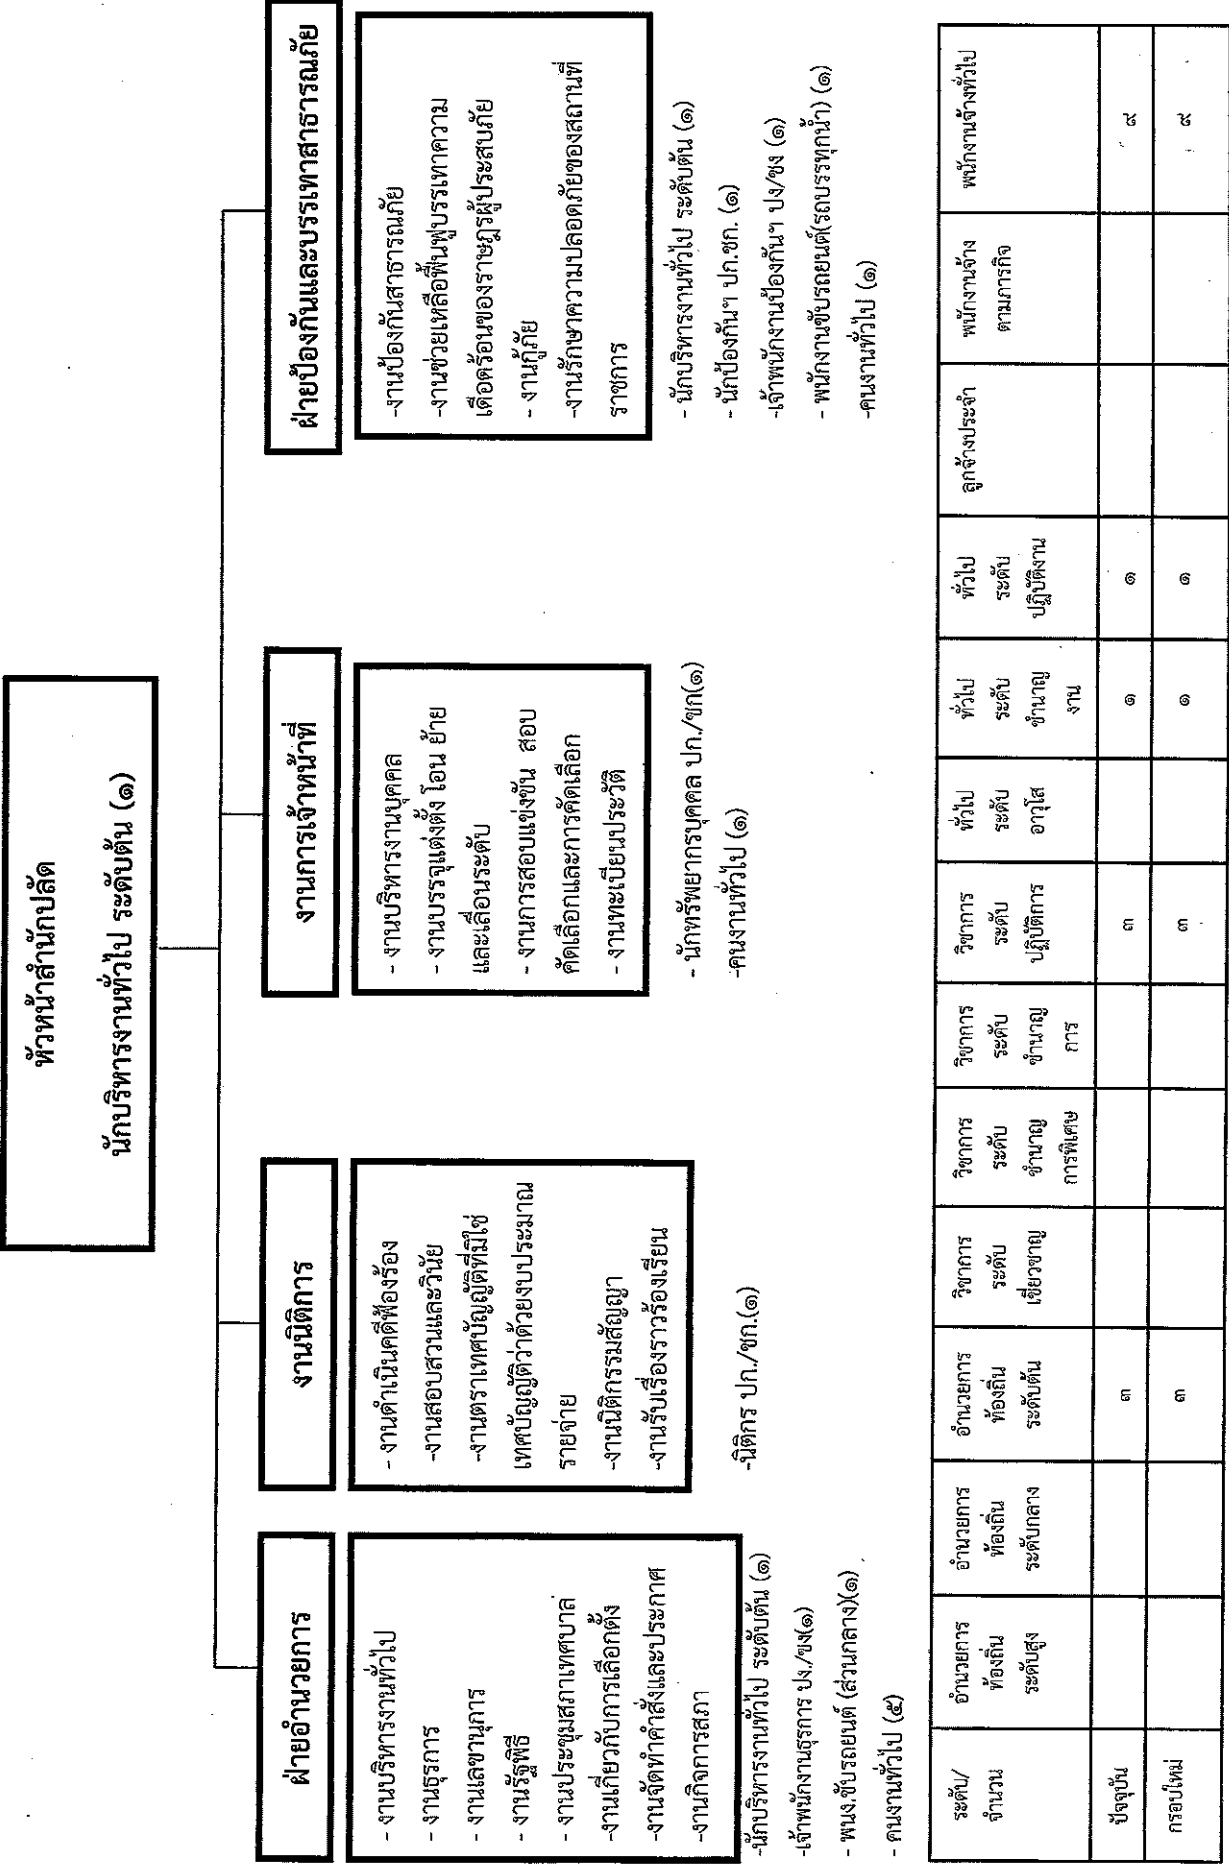 หัวหน้าสำนักปลัด
นักบริหารงานทั่วไป ระดับต้น (๑)
ฝ่ายอำนวยการ
- งานบริหารงานทั่วไป
- งานธุรการ
- งานเลขานุการ
- งานรัฐพิธี
- งานประชุมสภาเทศบาล
-งานเกี่ยวกับการเลือกตั้ง
-งานจัดทำคำสั่งและประกาศ
-งานกิจการสภา
-นักบริหารงานทั่วไป ระดับต้น (๑)
-เจ้าพนักงานธุรการ ปง./ชง(๑)
- พนง.ขับรถยนต์ (ส่วนกลาง)(๑)
- คนงานทั่วไป (๕)
งานนิติการ
- งานดำเนินคดีฟ้องร้อง
-งานสอบสวนและวินัย
-งานตราเทศบัญญัติที่มิใช่
เทศบัญญัติว่าด้วยงบประมาณ
รายจ่าย
-งานนิติกรรมสัญญา
-งานรับเรื่องราวร้องเรียน
-นิติกร ปก./ชก.(๑)
งานการเจ้าหน้าที่
- งานบริหารงานบุคคล
- งานบรรจุแต่งตั้ง โอน ย้าย
และเลื่อนระดับ
- งานการสอบแข่งขัน สอบ
คัดเลือกและการคัดเลือก
- งานทะเบียนประวัติ
- นักทรัพยากรบุคคล ปก./ชก(๑)
-คนงานทั่วไป (๑)
ฝ่ายป้องกันและบรรเทาสาธารณภัย
-งานป้องกันสาธารณภัย
-งานช่วยเหลือฟื้นฟูบรรเทาความ
เดือดร้อนของราษฎรผู้ประสบภัย
- งานกู้ภัย
-งานรักษาความปลอดภัยของสถานที่
ราชการ
- นักบริหารงานทั่วไป ระดับต้น (๑)
- นักป้องกันฯ ปก.ชก. (๑)
-เจ้าพนักงานป้องกันฯ ปง/ชง (๑)
- พนักงานขับรถยนต์(รถบรรทุกน้ำ) (๑)
-คนงานทั่วไป (๑)
ระดับ/
จำนวน
อำนวยการ
ท้องถิ่น
ระดับสูง
อำนวยการ
ท้องถิ่น
ระดับกลาง
อำนวยการ
ท้องถิ่น
ระดับต้น
วิชาการ
ระดับ
เชี่ยวชาญ
วิชาการ
ระดับ
ชำนาญ
การพิเศษ
วิชาการ
ระดับ
ชำนาญ
การ
วิชาการ
ระดับ
ปฏิบัติการ
ทั่วไป
ระดับ
อาวุโส
ทั่วไป
ระดับ
ชำนาญ
งาน
ทั่วไป
ระดับ
ปฏิบัติงาน
ลูกจ้างประจำ
พนักงานจ้าง
ตามภารกิจ
พนักงานจ้างทั่วไป
ปัจจุบัน ๓ ๓ ๑ ๑ ๙
กรอบใหม่ ๓ ๓ ๑ ๑ ๙